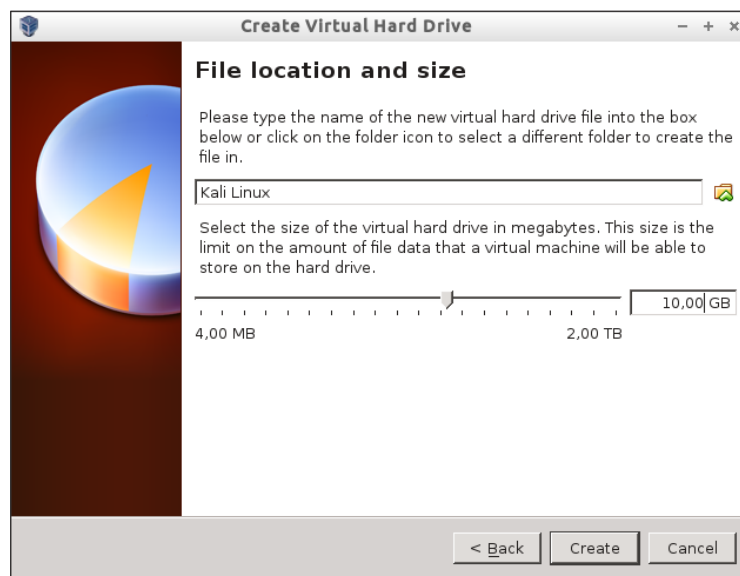 Create Virtual Hard Drive
File location and size
Please type the name of the new virtual hard drive file into the box
below or click on the folder icon to select a different folder to create the
file in.
Kali Linux
Select the size of the virtual hard drive in megabytes. This size is the
limit on the amount of file data that a virtual machine will be able to
store on the hard drive.
10,00 GB
4,00 MB
2,00 TB
< Back
Create
Cancel